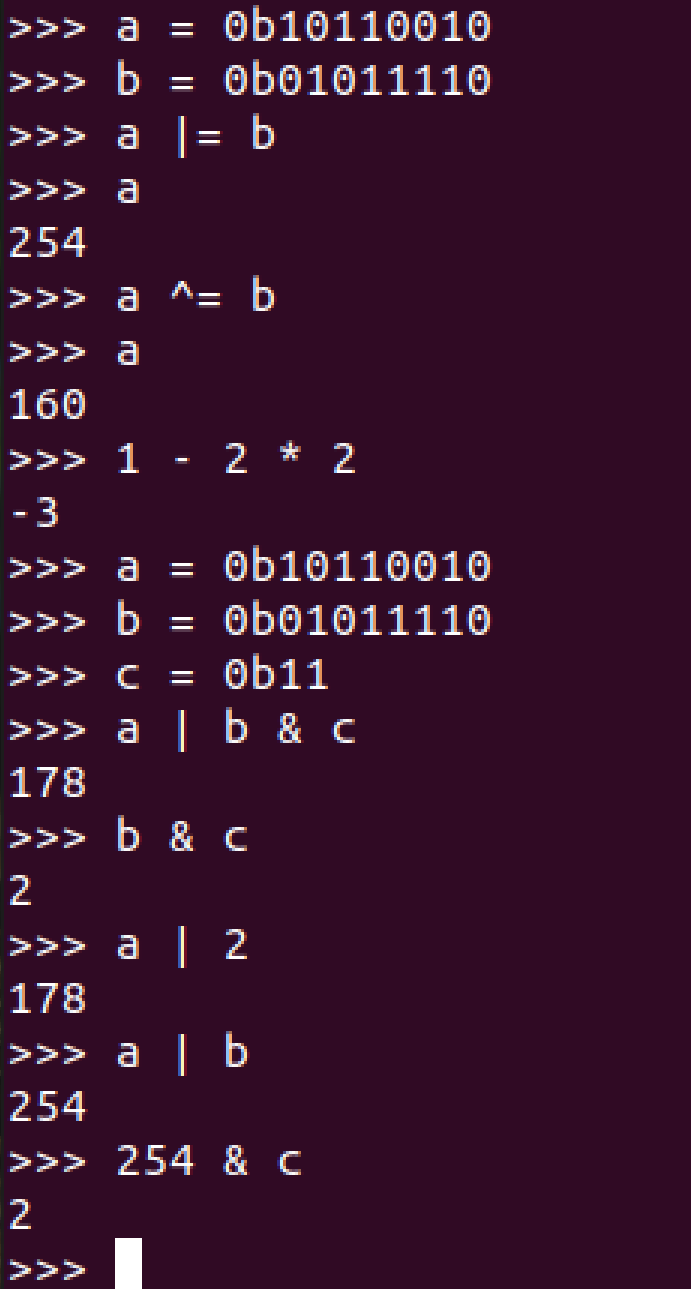 >>> a = 0b10110010
>>> b = 0b01011110
>>> a |= b
>>> a
254
>>> a ^= b
>>> a
160
>>> 1 - 2 * 2
-3
>>> a = 0b10110010
>>> b = 0b01011110
>>> c = 0b11
>>> a | b & c
178
>>> b & c
2
>>> a | 2
178
>>> a | b
254
>>> 254 & c
2
>>>